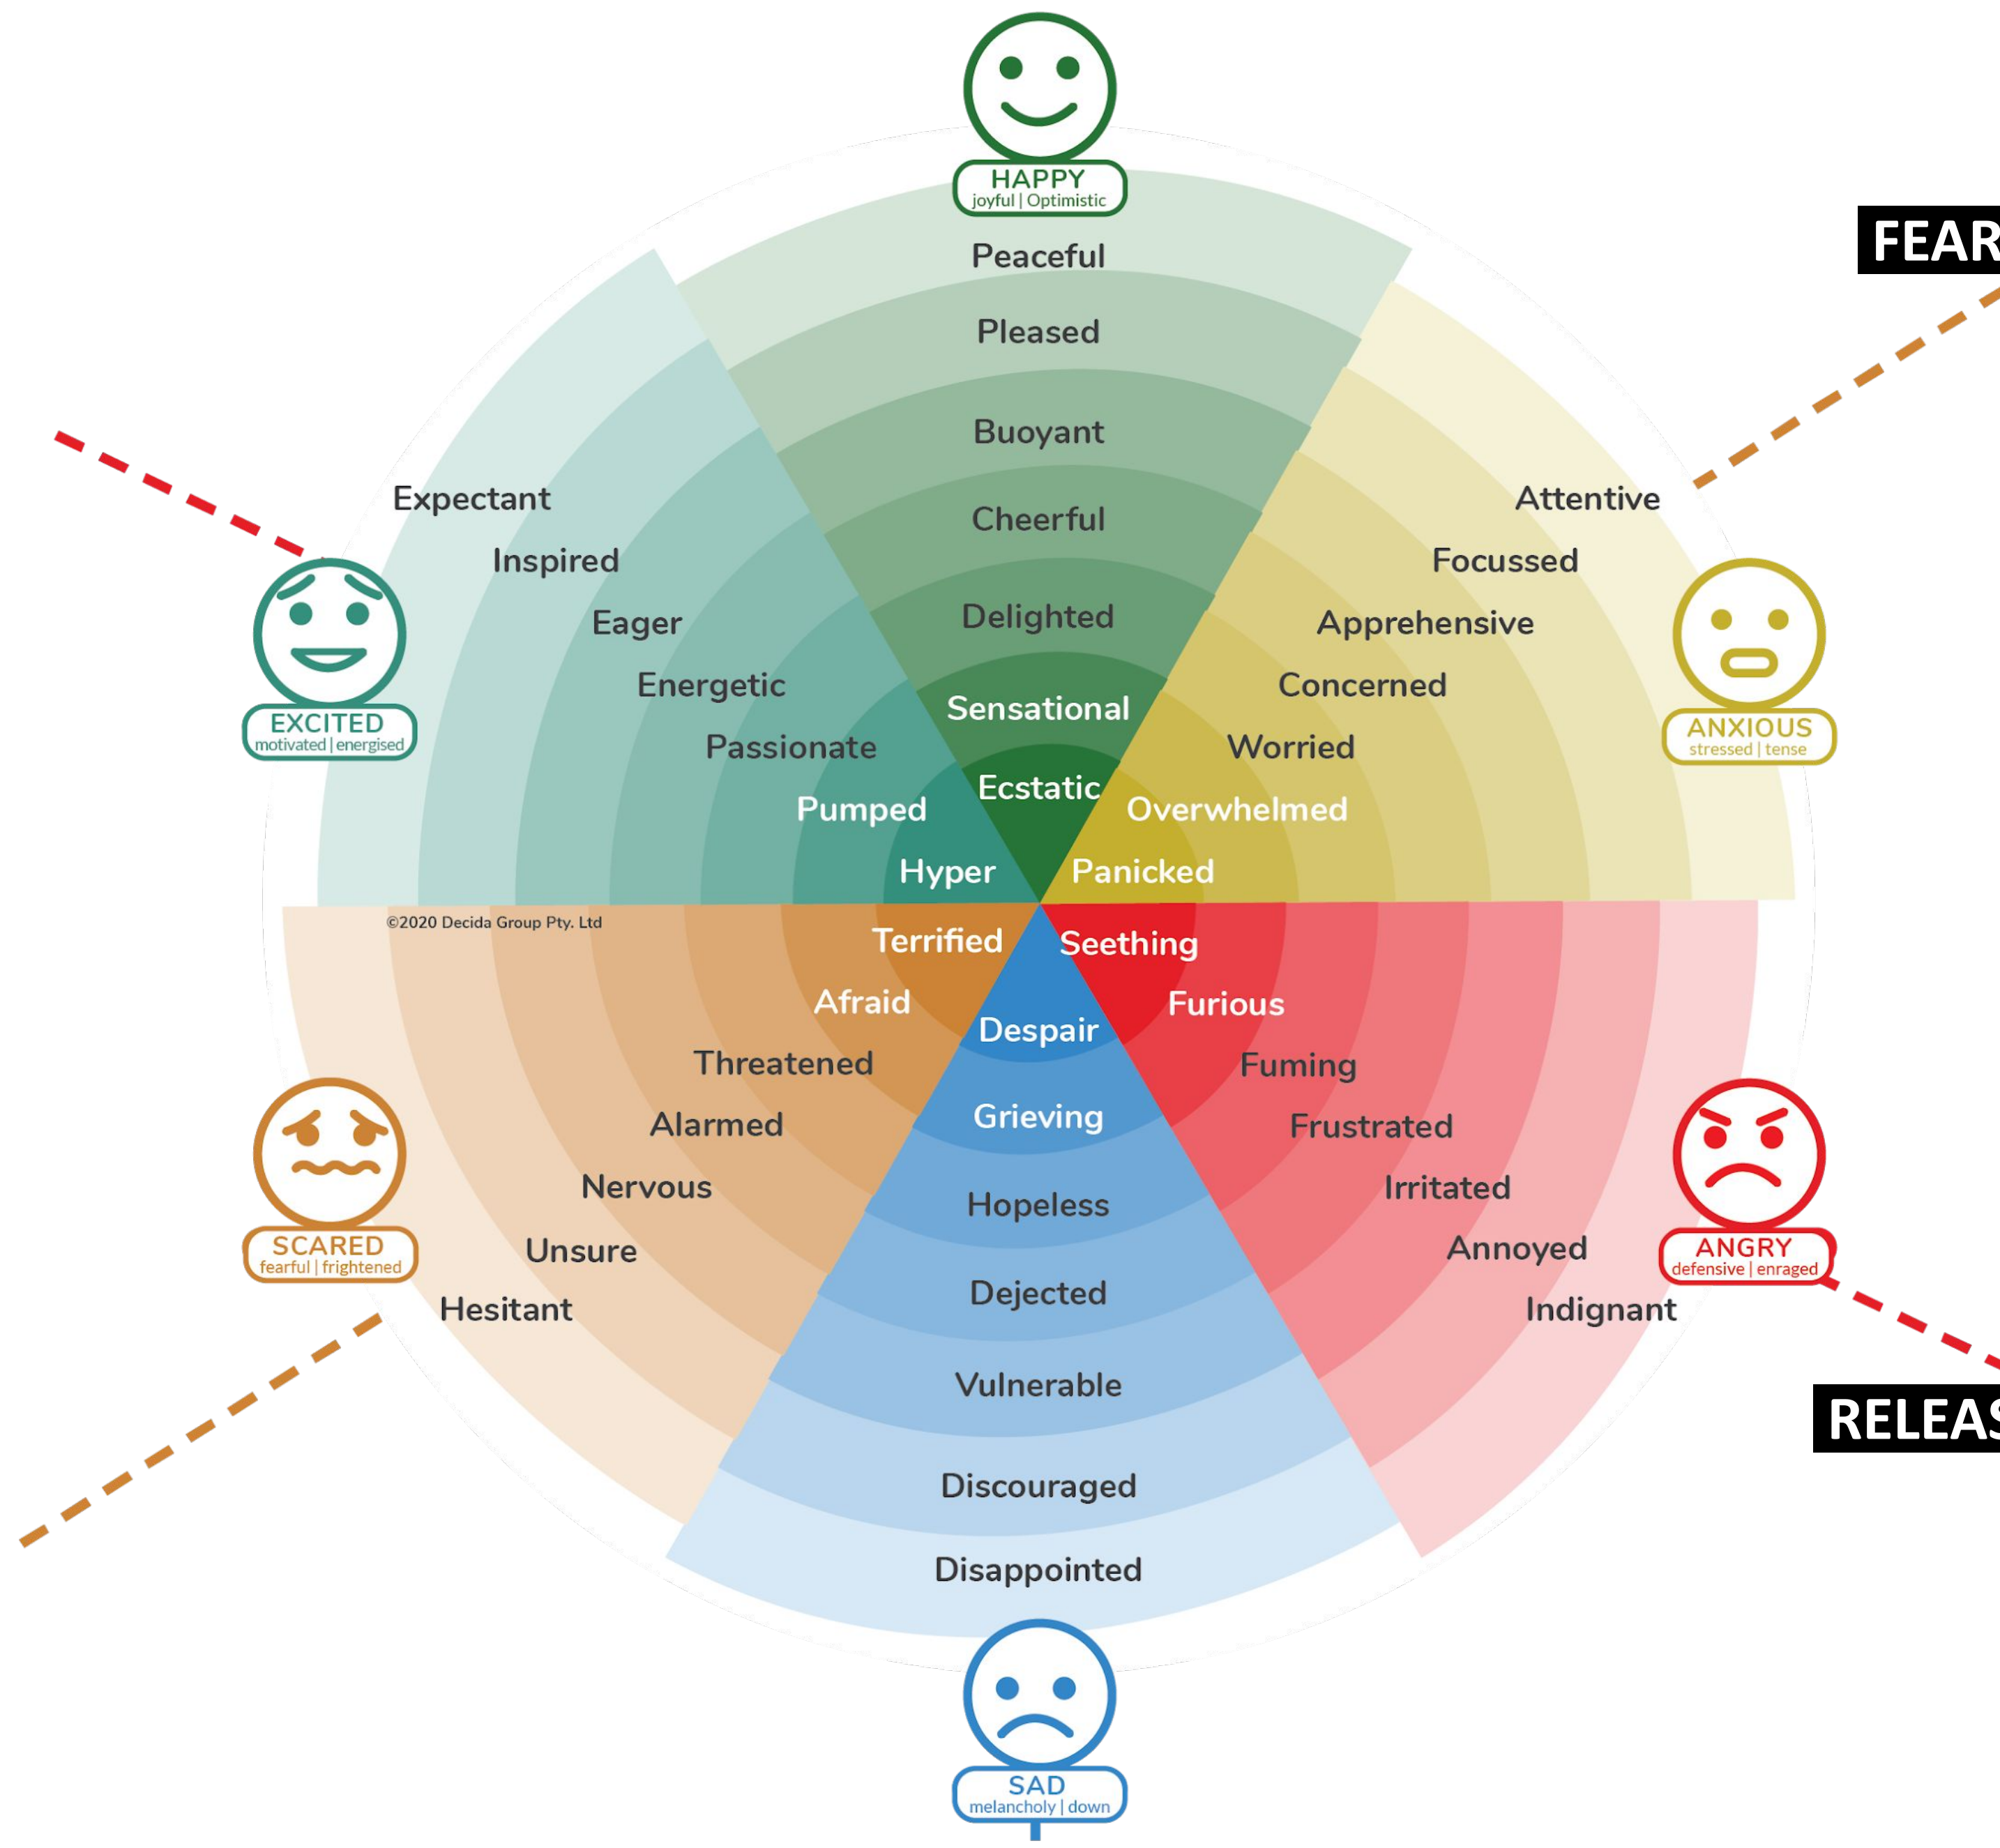 HAPPY
joyful | Optimistic
Peaceful
Pleased
Buoyant
Cheerful
Delighted
Sensational
Ecstatic
FEAR
Attentive
Focussed
Apprehensive
Concerned
Worried
Overwhelmed
Panicked
ANXIOUS
stressed | tense
Expectant
Inspired
Eager
Energetic
Passionate
Pumped
Hyper
EXCITED
motivated | energised
©2020 Decida Group Pty. Ltd
Terrified
Afraid
Threatened
Alarmed
Nervous
Unsure
Hesitant
SCARED
fearful | frightened
Despair
Grieving
Hopeless
Dejected
Vulnerable
Discouraged
Disappointed
SAD
melancholy | down
Seething
Furious
Fuming
Frustrated
Irritated
Annoyed
Indignant
ANGRY
defensive | enraged
RELEAS